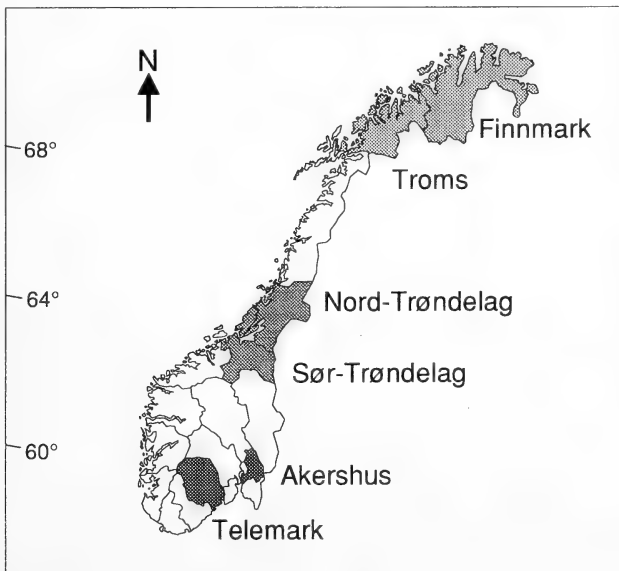 N
Finnmark
68°
Troms
64°
Nord-Trøndelag
Sør-Trøndelag
60°
Akershus
Telemark